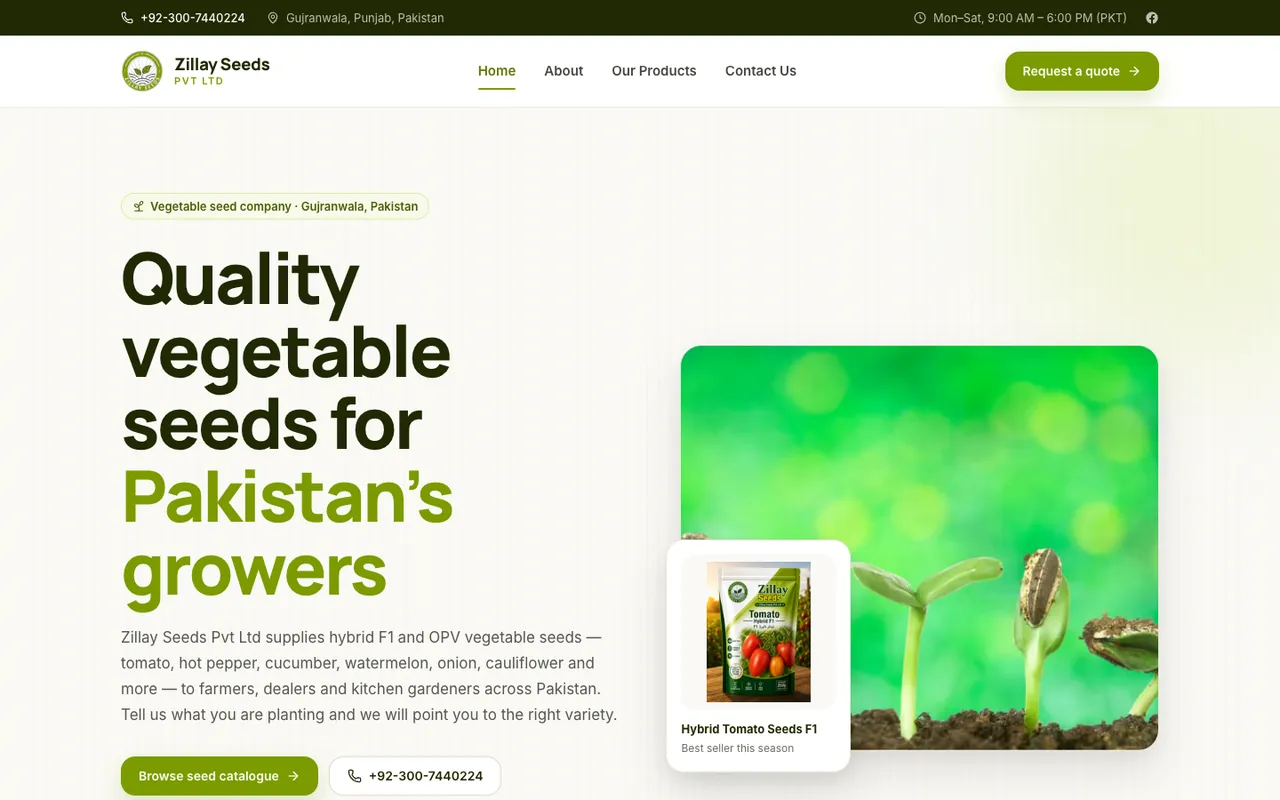 +92-300-7440224
Gujranwala, Punjab, Pakistan
Mon–Sat, 9:00 AM – 6:00 PM (PKT)
Zillay Seeds
PVT LTD
Home
About
Our Products
Contact Us
Request a quote
Vegetable seed company · Gujranwala, Pakistan
Quality
vegetable
seeds for
Pakistan’s
growers
Zillay Seeds Pvt Ltd supplies hybrid F1 and OPV vegetable seeds —
tomato, hot pepper, cucumber, watermelon, onion, cauliflower and
more — to farmers, dealers and kitchen gardeners across Pakistan.
Tell us what you are planting and we will point you to the right variety.
Browse seed catalogue
+92-300-7440224
Zillay
Seeds
Tomato
Hybrid F1
Hybrid Tomato Seeds F1
Best seller this season